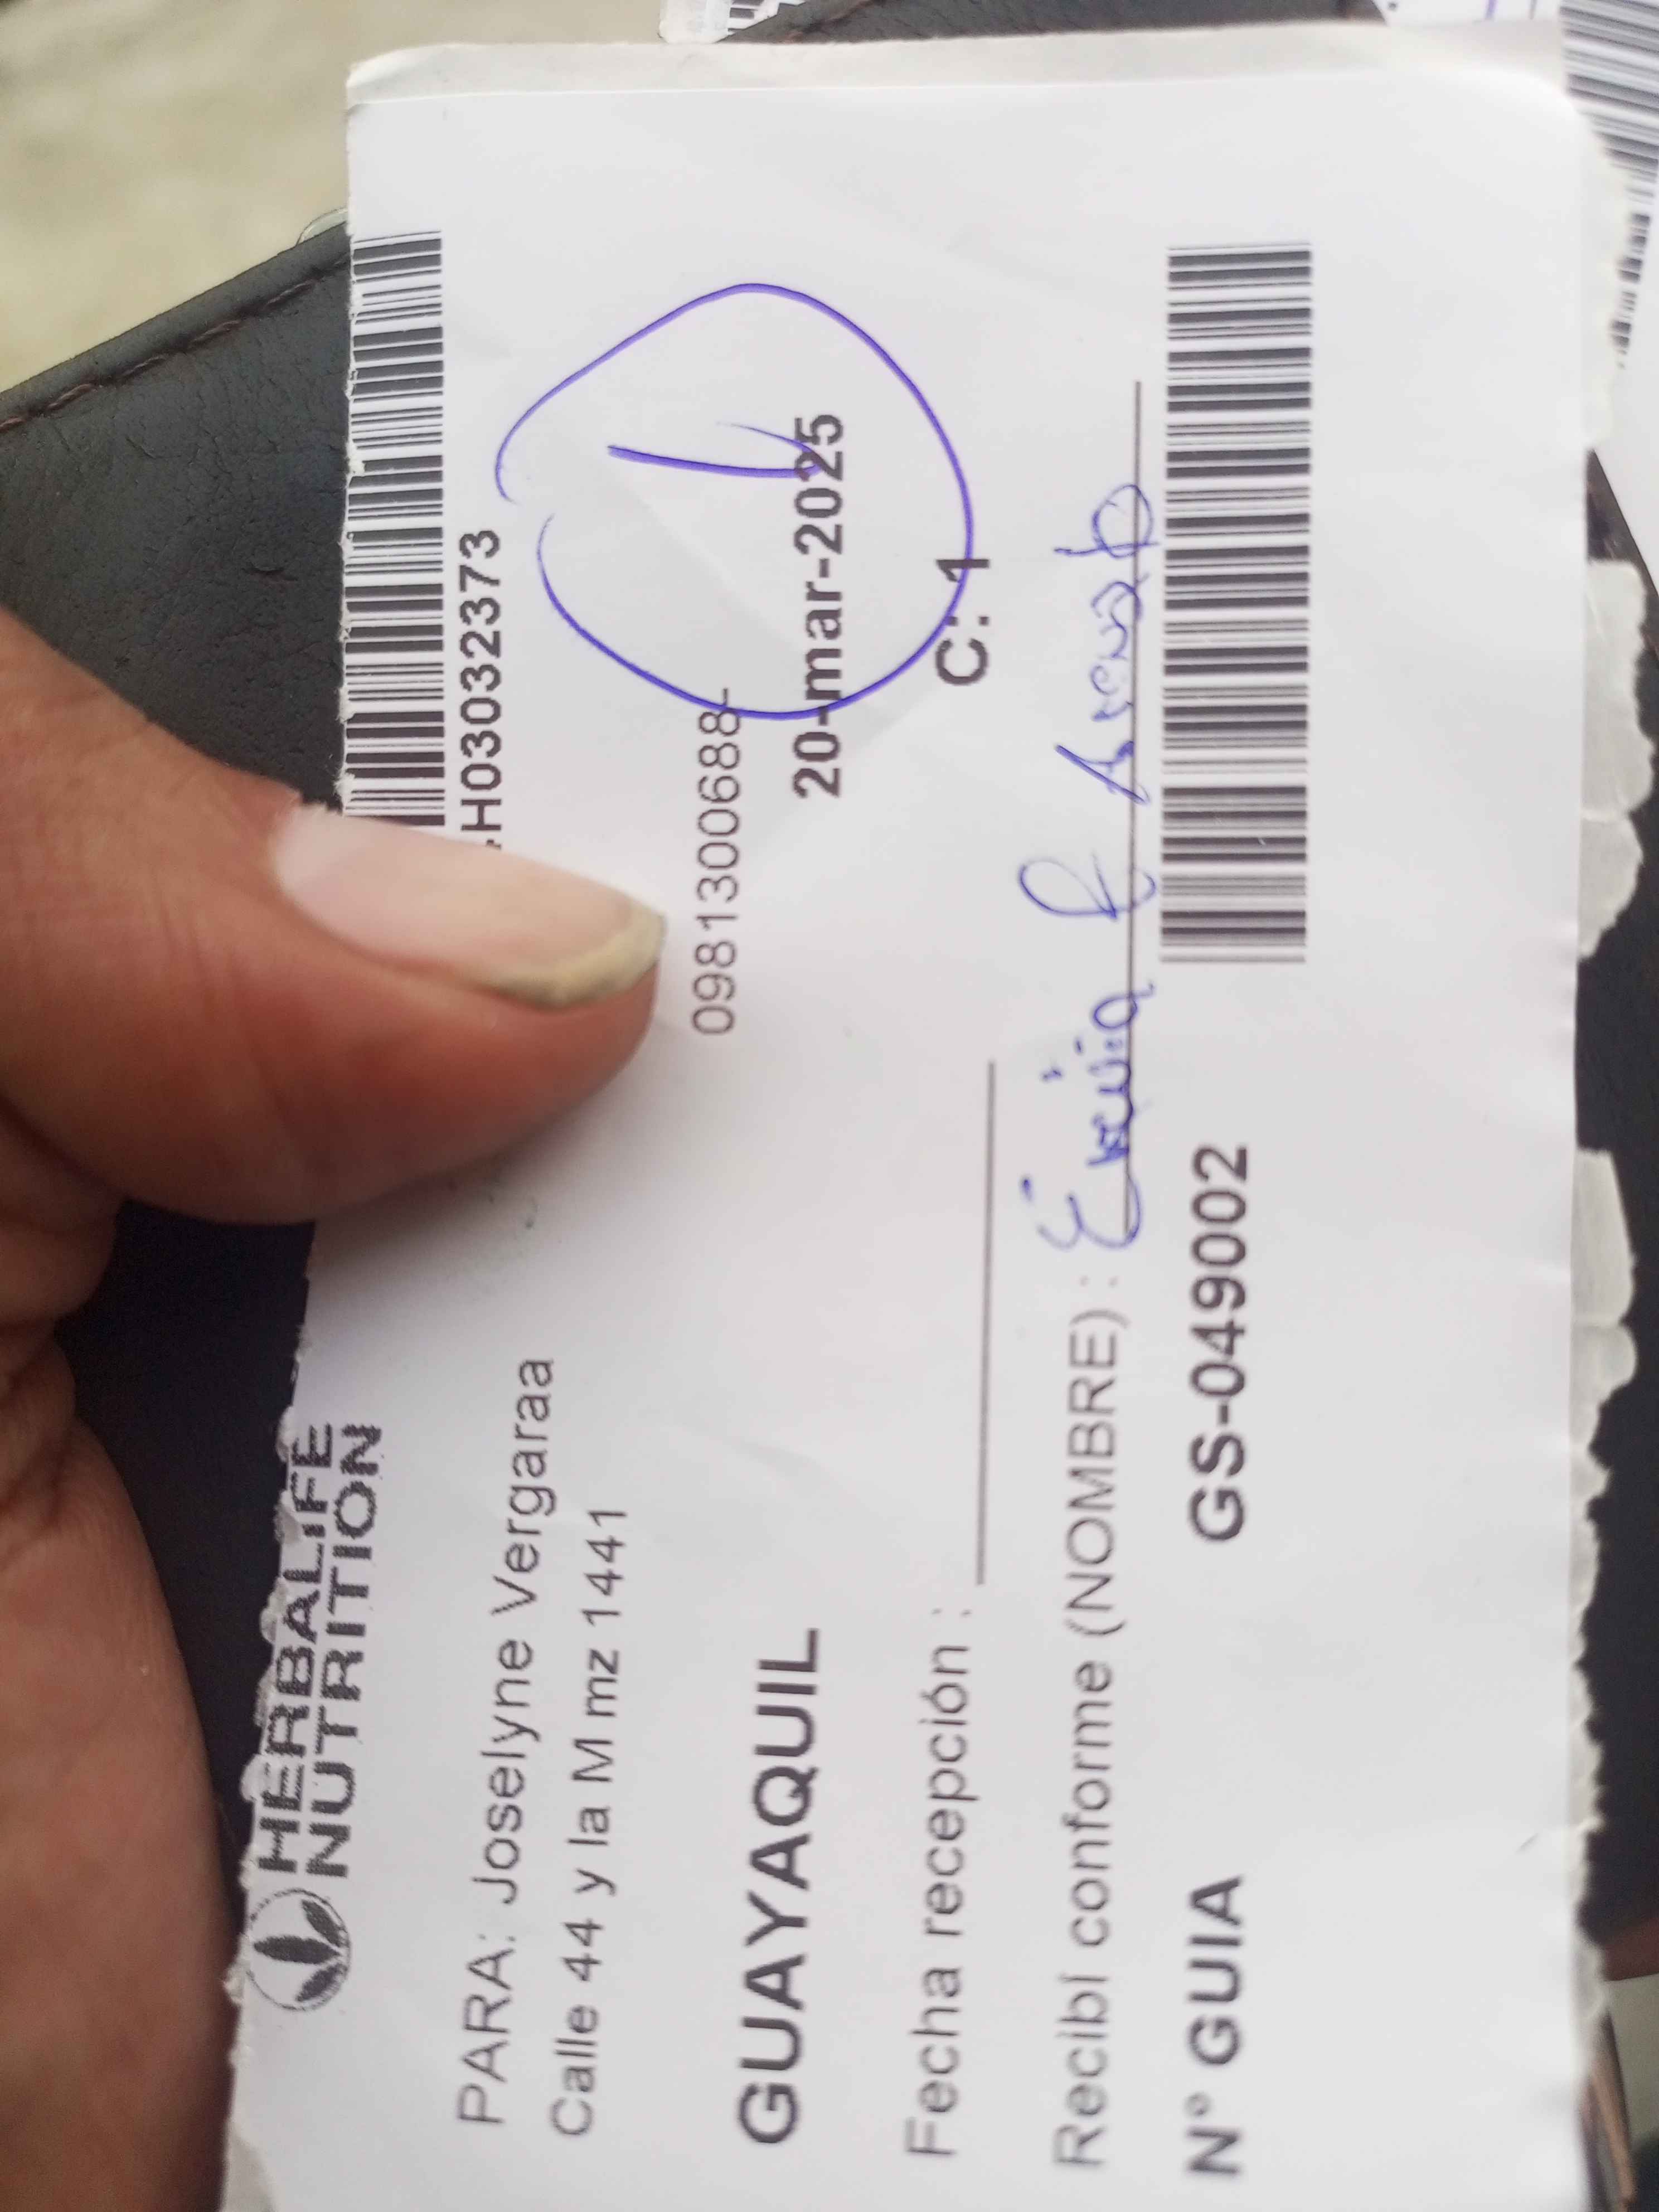 HERBALIFE
NUTRITION
H03032373
PARA: Joselyne Vergaraa
Calle 44 y la M mz 1441
0981300688-
GUAYAQUIL
20-mar-2025
Fecha recepción :
C: 1
Recibí conforme (NOMBRE) :
N° GUIA GS-049002